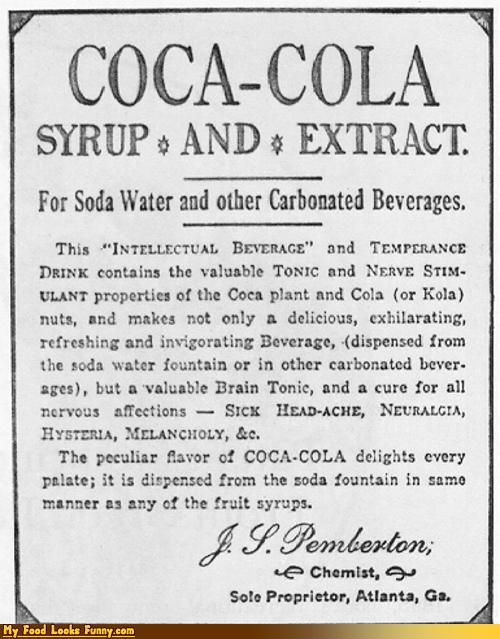 COCA-COLA
SYRUP * AND * EXTRACT.
For Soda Water and other Carbonated Beverages.
This "INTELLECTUAL BEVERAGE" and TEMPERANCE
DRINK contains the valuable TONIC and NERVE STIM-
ULANT properties of the Coca plant and Cola (or Kola)
nuts, and makes not only a delicious, exhilarating,
refreshing and invigorating Beverage, (dispensed from
the soda water fountain or in other carbonated bever-
ages), but a valuable Brain Tonic, and a cure for all
nervous affections — SICK HEAD-ACHE, NEURALGIA,
HYSTERIA, MELANCHOLY, &c.
The peculiar flavor of COCA-COLA delights every
palate; it is dispensed from the soda fountain in same
manner as any of the fruit syrups.
J. S. Pemberton;
Chemist,
Sole Proprietor, Atlanta, Ga.
My Food Looks Funny.com